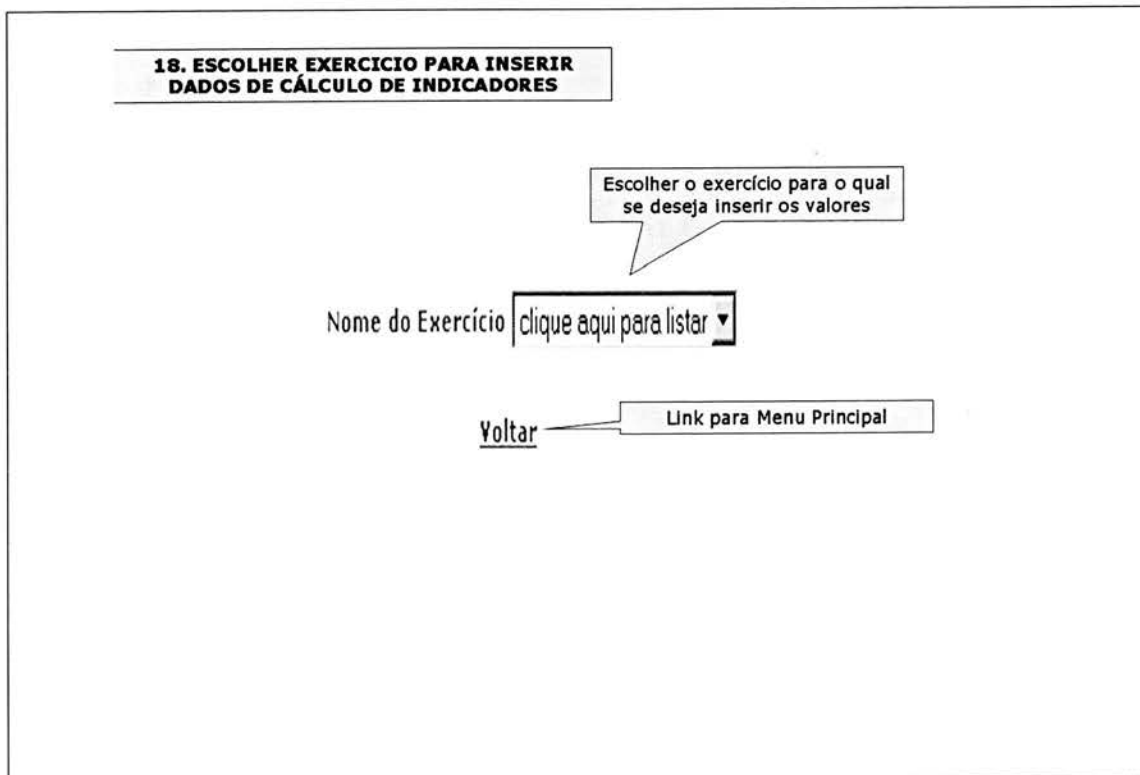 18. ESCOLHER EXERCICIO PARA INSERIR
DADOS DE CÁLCULO DE INDICADORES
Escolher o exercício para o qual
se deseja inserir os valores
Nome do Exercício clique aqui para listar
Voltar
Link para Menu Principal